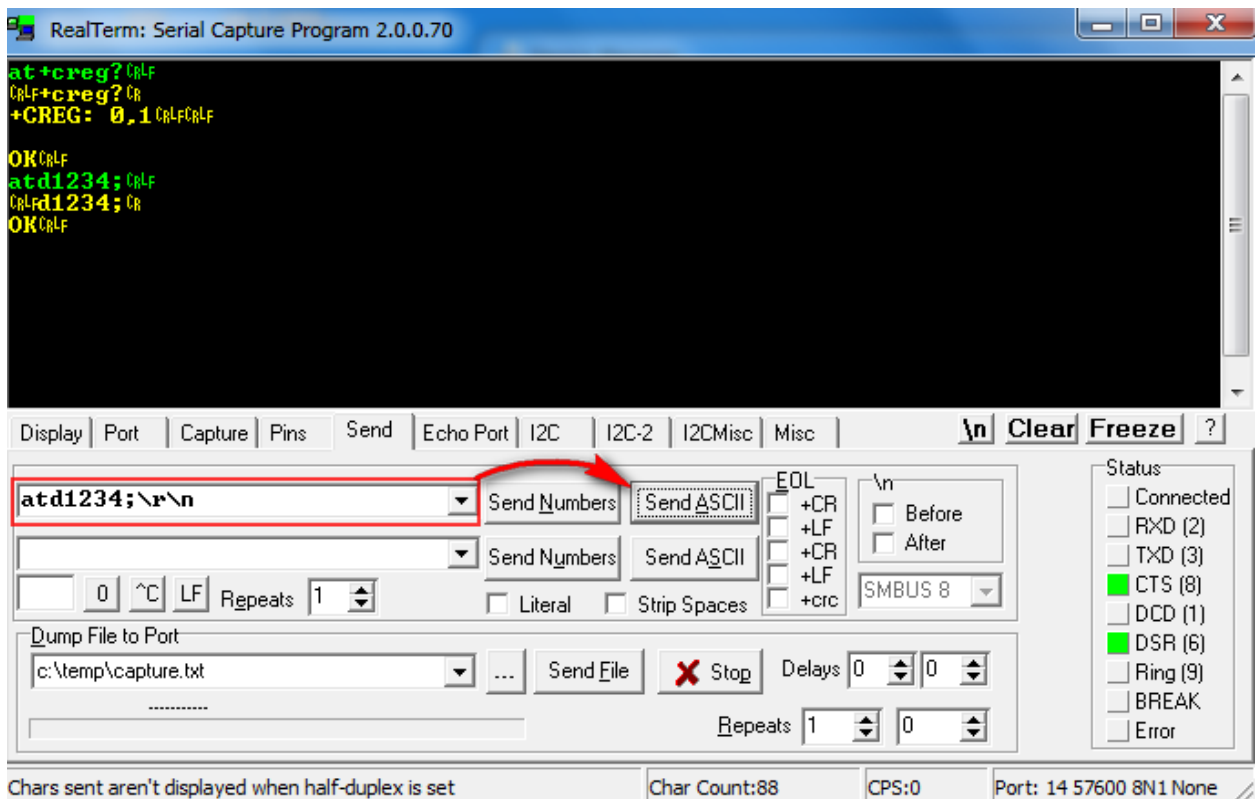 RealTerm: Serial Capture Program 2.0.0.70
at+creg?CRLF
CRLF+creg?CR
+CREG: 0,1CRLFCRLF
OKCRLF
atd1234;CRLF
CRLFd1234;CR
OKCRLF
Display Port Capture Pins Send Echo Port I2C I2C-2 I2CMisc Misc \n Clear Freeze ?
atd1234;\r\n Send Numbers Send ASCII
Send Numbers Send ASCII
0 ^C LF Repeats 1 Literal Strip Spaces
EOL
+CR
+LF
+CR
+LF
+crc
\n
Before
After
SMBUS 8
Dump File to Port
c:\temp\capture.txt ... Send File Stop Delays 0 0
-----------
Repeats 1 0
Status
Connected
RXD (2)
TXD (3)
CTS (8)
DCD (1)
DSR (6)
Ring (9)
BREAK
Error
Chars sent aren't displayed when half-duplex is set Char Count:88 CPS:0 Port: 14 57600 8N1 None